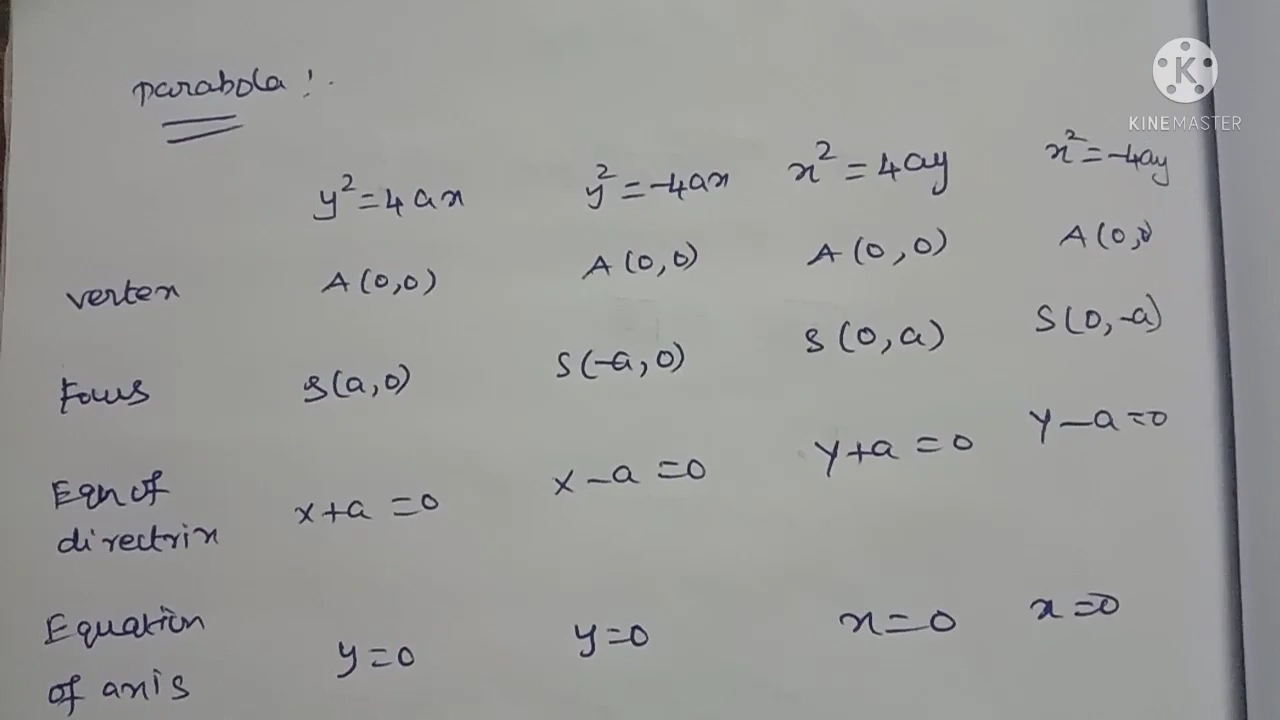 parabola :-
KINEMASTER
y² = 4ax y² = -4ax x² = 4ay x² = -4ay
vertex A(0,0) A(0,0) A(0,0) A(0,0)
Focus S(a,0) S(-a,0) S(0,a) S(0,-a)
Eqn of
directrix x+a=0 x-a=0 y+a=0 y-a=0
Equation
of axis y=0 y=0 x=0 x=0